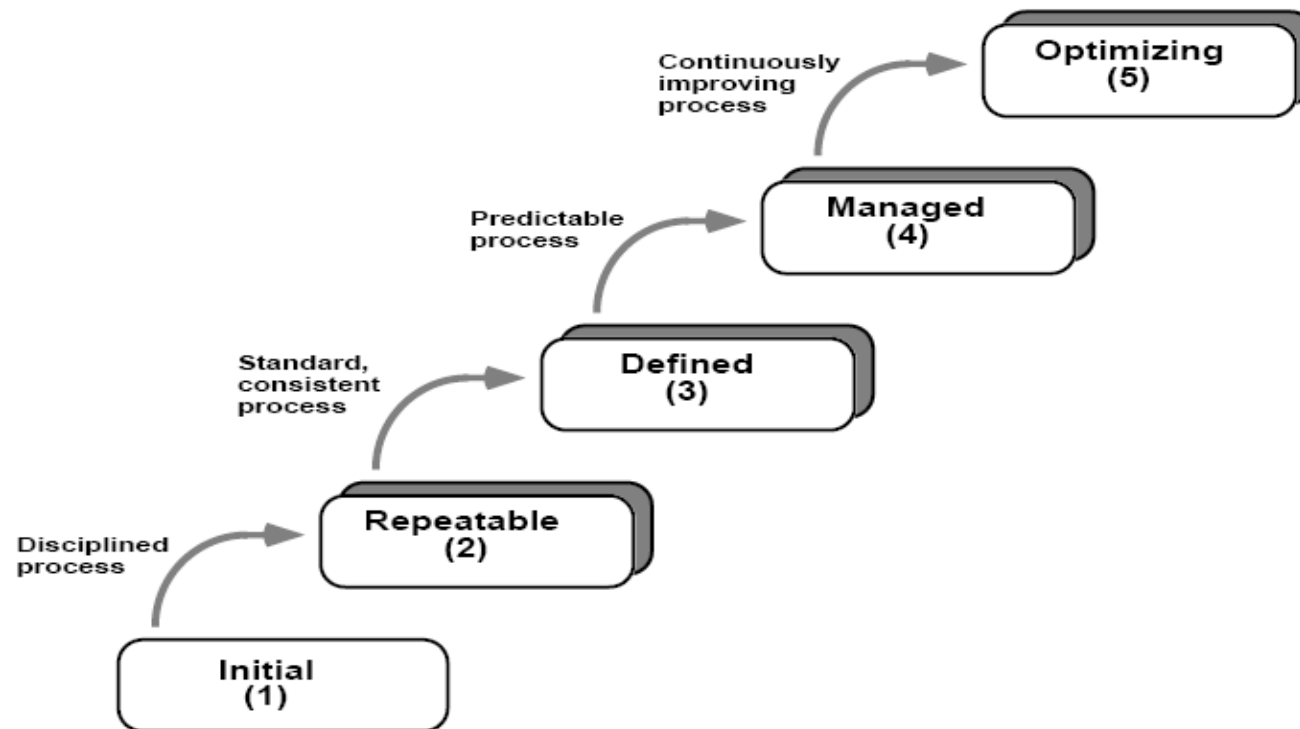 Continuously
improving
process
Optimizing
(5)
Predictable
process
Managed
(4)
Standard,
consistent
process
Defined
(3)
Disciplined
process
Repeatable
(2)
Initial
(1)